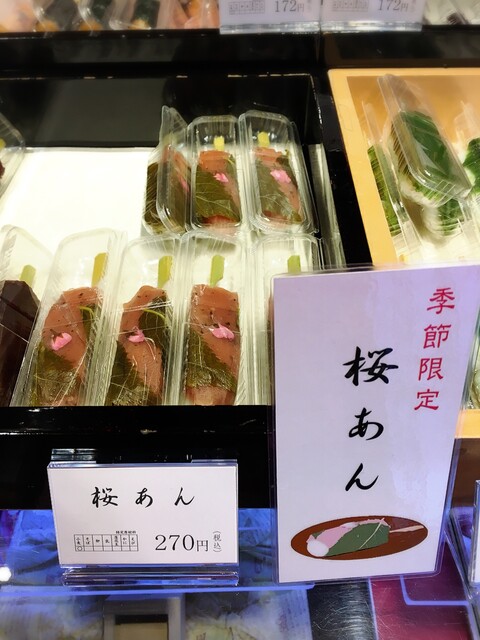 172円
172円
季節限定
桜あん
桜あん
270円
(税込)